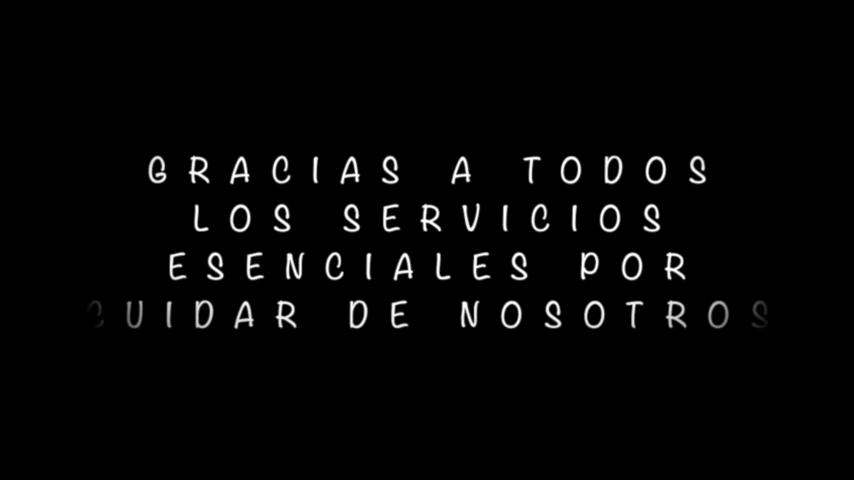 GRACIAS A TODOS
LOS SERVICIOS
ESENCIALES POR
CUIDAR DE NOSOTROS